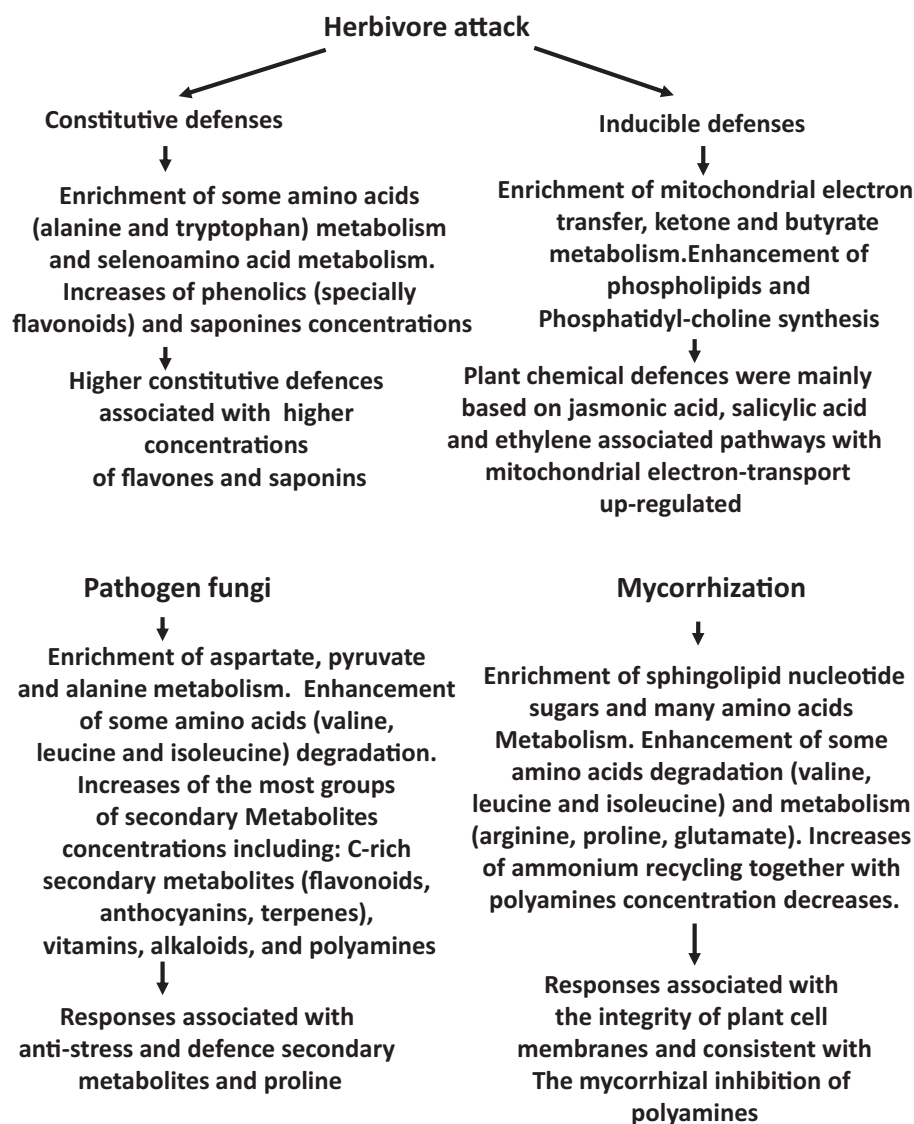 Herbivore attack
Constitutive defenses
Enrichment of some amino acids
(alanine and tryptophan) metabolism
and selenoamino acid metabolism.
Increases of phenolics (specially
flavonoids) and saponines concentrations
Higher constitutive defences
associated with higher
concentrations
of flavones and saponins
Inducible defenses
Enrichment of mitochondrial electron
transfer, ketone and butyrate
metabolism.Enhancement of
phospholipids and
Phosphatidyl-choline synthesis
Plant chemical defences were mainly
based on jasmonic acid, salicylic acid
and ethylene associated pathways with
mitochondrial electron-transport
up-regulated
Pathogen fungi
Enrichment of aspartate, pyruvate
and alanine metabolism. Enhancement
of some amino acids (valine,
leucine and isoleucine) degradation.
Increases of the most groups
of secondary Metabolites
concentrations including: C-rich
secondary metabolites (flavonoids,
anthocyanins, terpenes),
vitamins, alkaloids, and polyamines
Responses associated with
anti-stress and defence secondary
metabolites and proline
Mycorrhization
Enrichment of sphingolipid nucleotide
sugars and many amino acids
Metabolism. Enhancement of some
amino acids degradation (valine,
leucine and isoleucine) and metabolism
(arginine, proline, glutamate). Increases
of ammonium recycling together with
polyamines concentration decreases.
Responses associated with
the integrity of plant cell
membranes and consistent with
The mycorrhizal inhibition of
polyamines